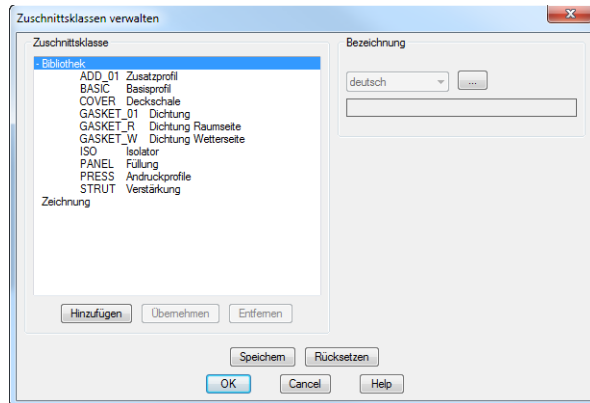 Zuschnittsklassen verwalten
Zuschnittsklasse
- Bibliothek
ADD_01 Zusatzprofil
BASIC Basisprofil
COVER Deckschale
GASKET_01 Dichtung
GASKET_R Dichtung Raumseite
GASKET_W Dichtung Wetterseite
ISO Isolator
PANEL Füllung
PRESS Andruckprofile
STRUT Verstärkung
Zeichnung
Hinzufügen Übernehmen Entfernen
Bezeichnung
deutsch ...
Speichern Rücksetzen
OK Cancel Help